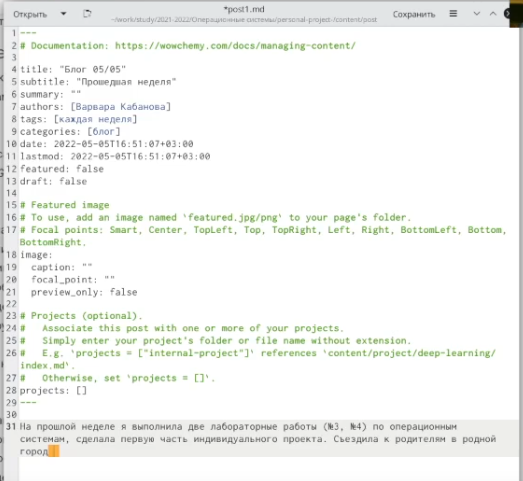 Открыть
*post1.md
~/work/study/2021-2022/Операционные системы/personal-project/content/post
Сохранить
1 ---
2 # Documentation: https://wowchemy.com/docs/managing-content/
3
4 title: "Блог 05/05"
5 subtitle: "Прошедшая неделя"
6 summary: ""
7 authors: [Варвара Кабанова]
8 tags: [каждая неделя]
9 categories: [блог]
10 date: 2022-05-05T16:51:07+03:00
11 lastmod: 2022-05-05T16:51:07+03:00
12 featured: false
13 draft: false
14
15 # Featured image
16 # To use, add an image named `featured.jpg/png` to your page's folder.
17 # Focal points: Smart, Center, TopLeft, Top, TopRight, Left, Right, BottomLeft, Bottom,
BottomRight.
18 image:
19   caption: ""
20   focal_point: ""
21   preview_only: false
22
23 # Projects (optional).
24 #   Associate this post with one or more of your projects.
25 #   Simply enter your project's folder or file name without extension.
26 #   E.g. `projects = ["internal-project"]` references `content/project/deep-learning/
index.md`.
27 #   Otherwise, set `projects = []`.
28 projects: []
29 ---
30
31 На прошлой неделе я выполнила две лабораторные работы (№3, №4) по операционным
системам, сделала первую часть индивидуального проекта. Съездила к родителям в родной
город